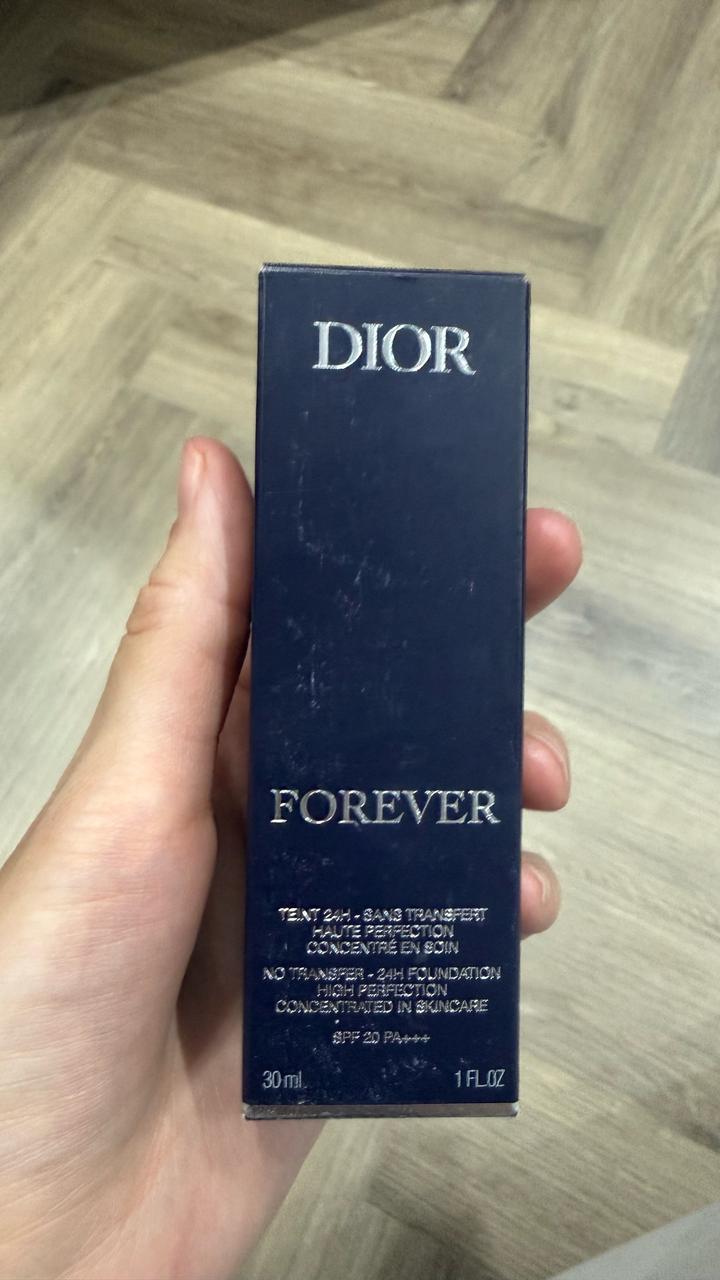 DIOR
FOREVER
TEINT 24H - SANS TRANSFERT
HAUTE PERFECTION
CONCENTRÉ EN SOIN
NO TRANSFER - 24H FOUNDATION
HIGH PERFECTION
CONCENTRATED IN SKINCARE
SPF 20 PA+++
30 ml 1 FL.OZ